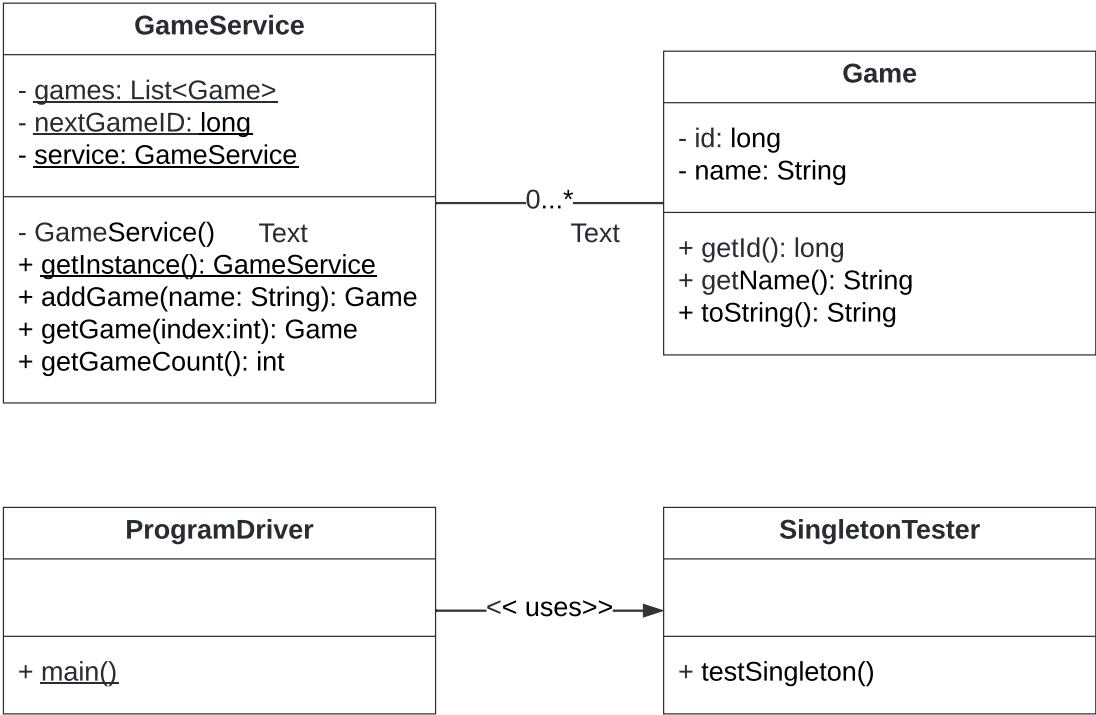 GameService
- games: List<Game>
- nextGameID: long
- service: GameService
- GameService() Text
+ getInstance(): GameService
+ addGame(name: String): Game
+ getGame(index:int): Game
+ getGameCount(): int
0...*
Text
Game
- id: long
- name: String
+ getId(): long
+ getName(): String
+ toString(): String
ProgramDriver
+ main()
<< uses>>
SingletonTester
+ testSingleton()